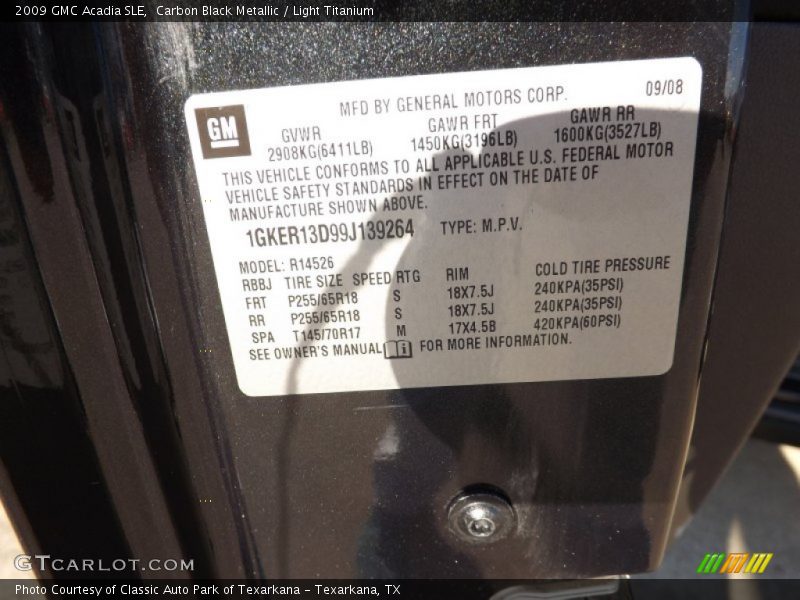 2009 GMC Acadia SLE,  Carbon Black Metallic / Light Titanium
MFD BY GENERAL MOTORS CORP. 09/08
GM
GVWR GAWR FRT GAWR RR
2908KG(6411LB) 1450KG(3196LB) 1600KG(3527LB)
THIS VEHICLE CONFORMS TO ALL APPLICABLE U.S. FEDERAL MOTOR
VEHICLE SAFETY STANDARDS IN EFFECT ON THE DATE OF
MANUFACTURE SHOWN ABOVE.
1GKER13D99J139264 TYPE: M.P.V.
MODEL: R14526
RBBJ TIRE SIZE SPEED RTG RIM COLD TIRE PRESSURE
FRT P255/65R18 S 18X7.5J 240KPA(35PSI)
RR P255/65R18 S 18X7.5J 240KPA(35PSI)
SPA T145/70R17 M 17X4.5B 420KPA(60PSI)
SEE OWNER'S MANUAL FOR MORE INFORMATION.
GTCARLOT.COM
Photo Courtesy of Classic Auto Park of Texarkana – Texarkana, TX